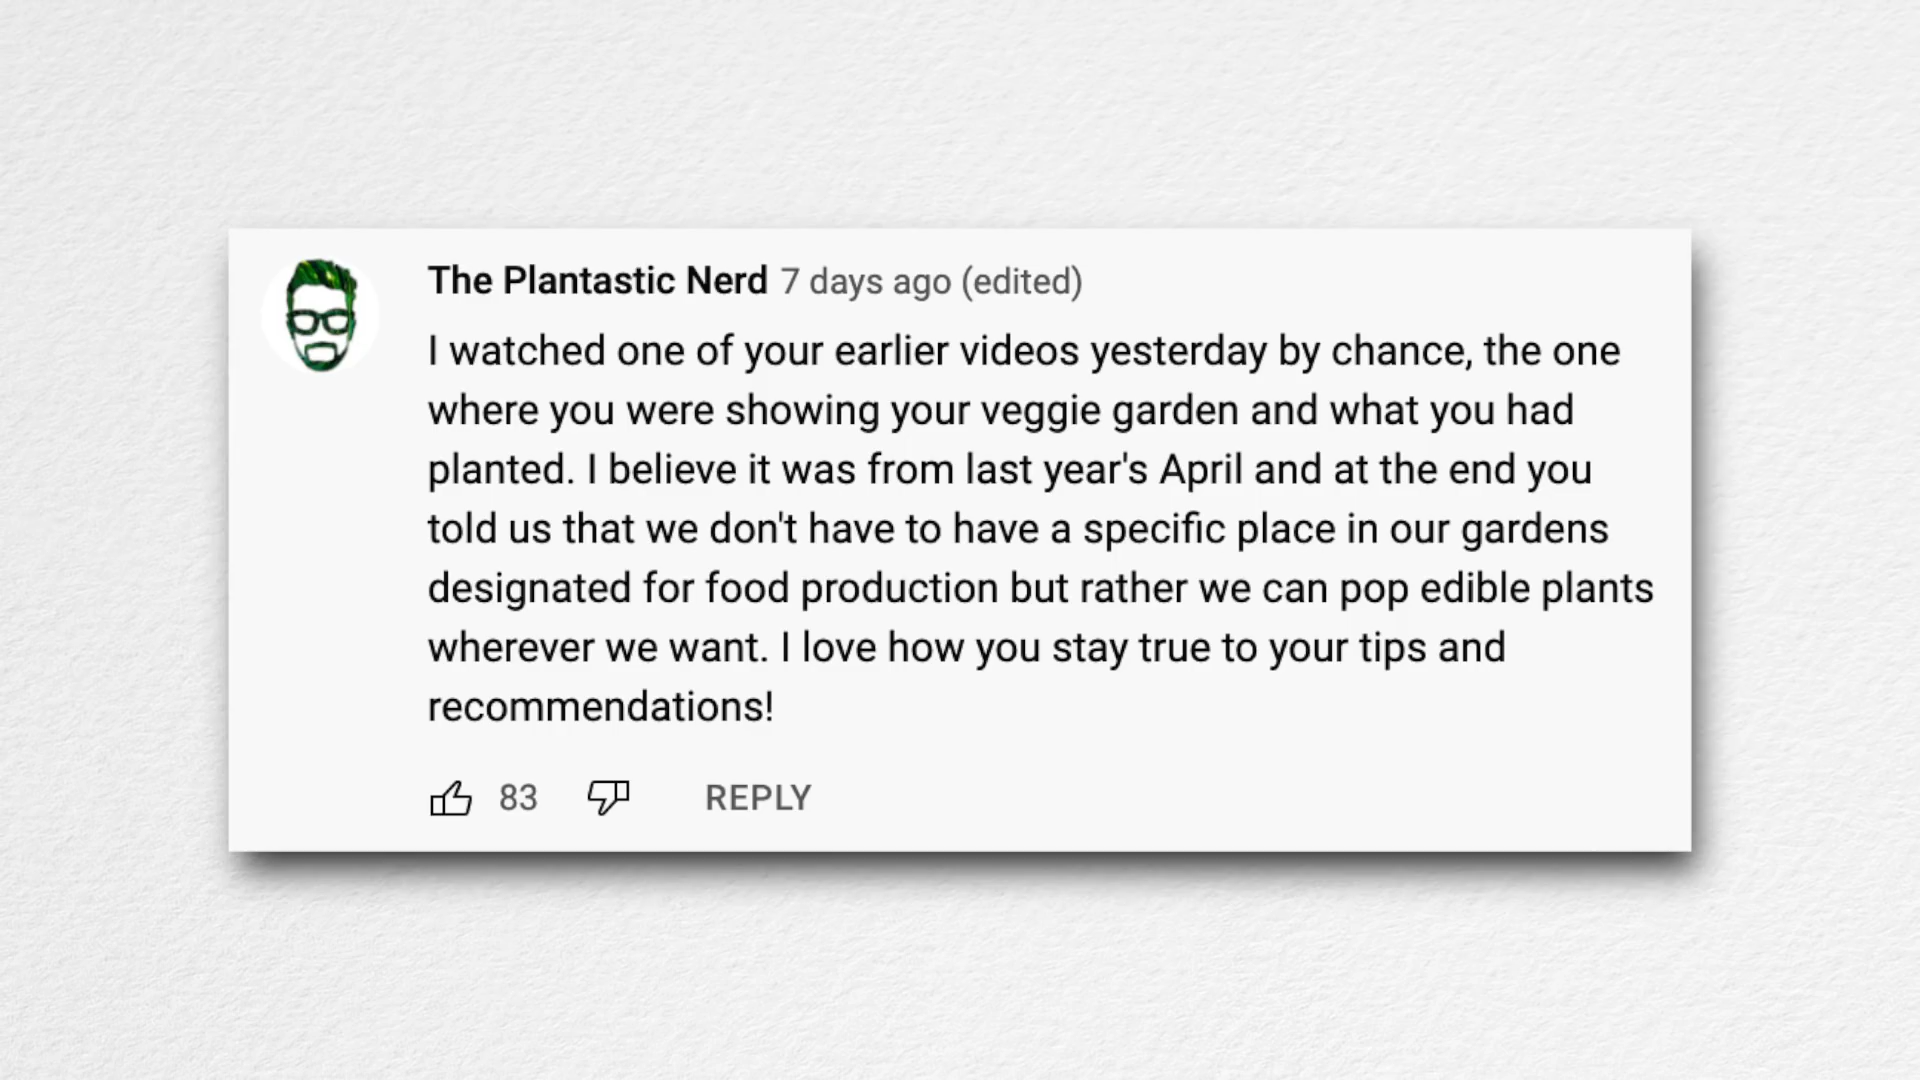 The Plantastic Nerd 7 days ago (edited)
I watched one of your earlier videos yesterday by chance, the one
where you were showing your veggie garden and what you had
planted. I believe it was from last year's April and at the end you
told us that we don't have to have a specific place in our gardens
designated for food production but rather we can pop edible plants
wherever we want. I love how you stay true to your tips and
recommendations!
83 REPLY